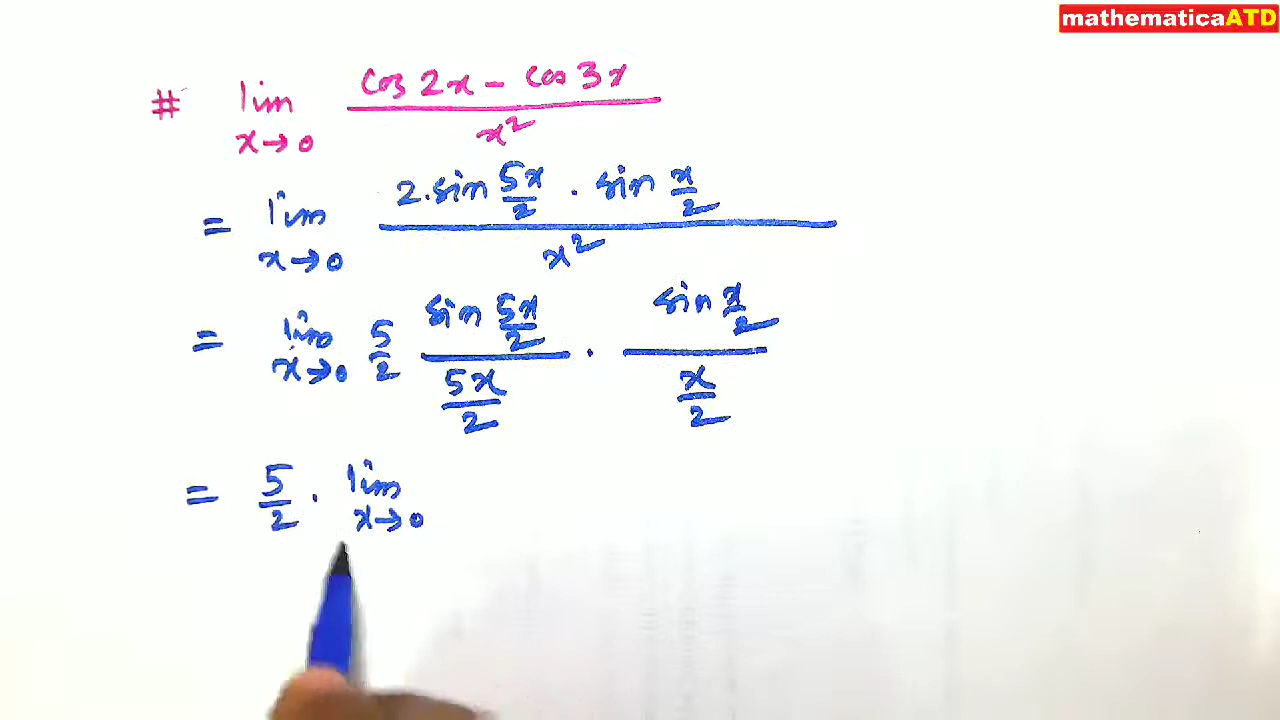 mathematicaATD
# lim x→0 (cos 2x − cos 3x)/x²
= lim x→0 (2.sin 5x/2 . sin x/2)/x²
= lim x→0 5/2 (sin 5x/2)/(5x/2) . (sin x/2)/(x/2)
= 5/2 . lim x→0